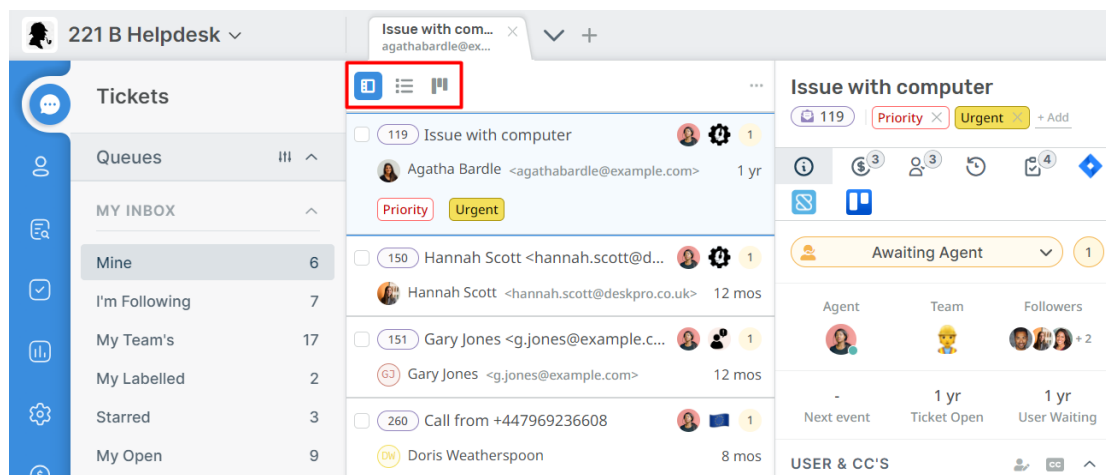 221 B Helpdesk
Issue with com...
agathabardle@ex...
Tickets
Queues
MY INBOX
Mine 6
I'm Following 7
My Team's 17
My Labelled 2
Starred 3
My Open 9
119 Issue with computer 1
Agatha Bardle <agathabardle@example.com> 1 yr
Priority Urgent
150 Hannah Scott <hannah.scott@d... 1
Hannah Scott <hannah.scott@deskpro.co.uk> 12 mos
151 Gary Jones <g.jones@example.c... 1
GJ Gary Jones <g.jones@example.com> 12 mos
260 Call from +447969236608 1
DW Doris Weatherspoon 8 mos
Issue with computer
119 Priority Urgent + Add
3 3 4
Awaiting Agent 1
Agent Team Followers
+ 2
- 1 yr 1 yr
Next event Ticket Open User Waiting
USER & CC'S CC